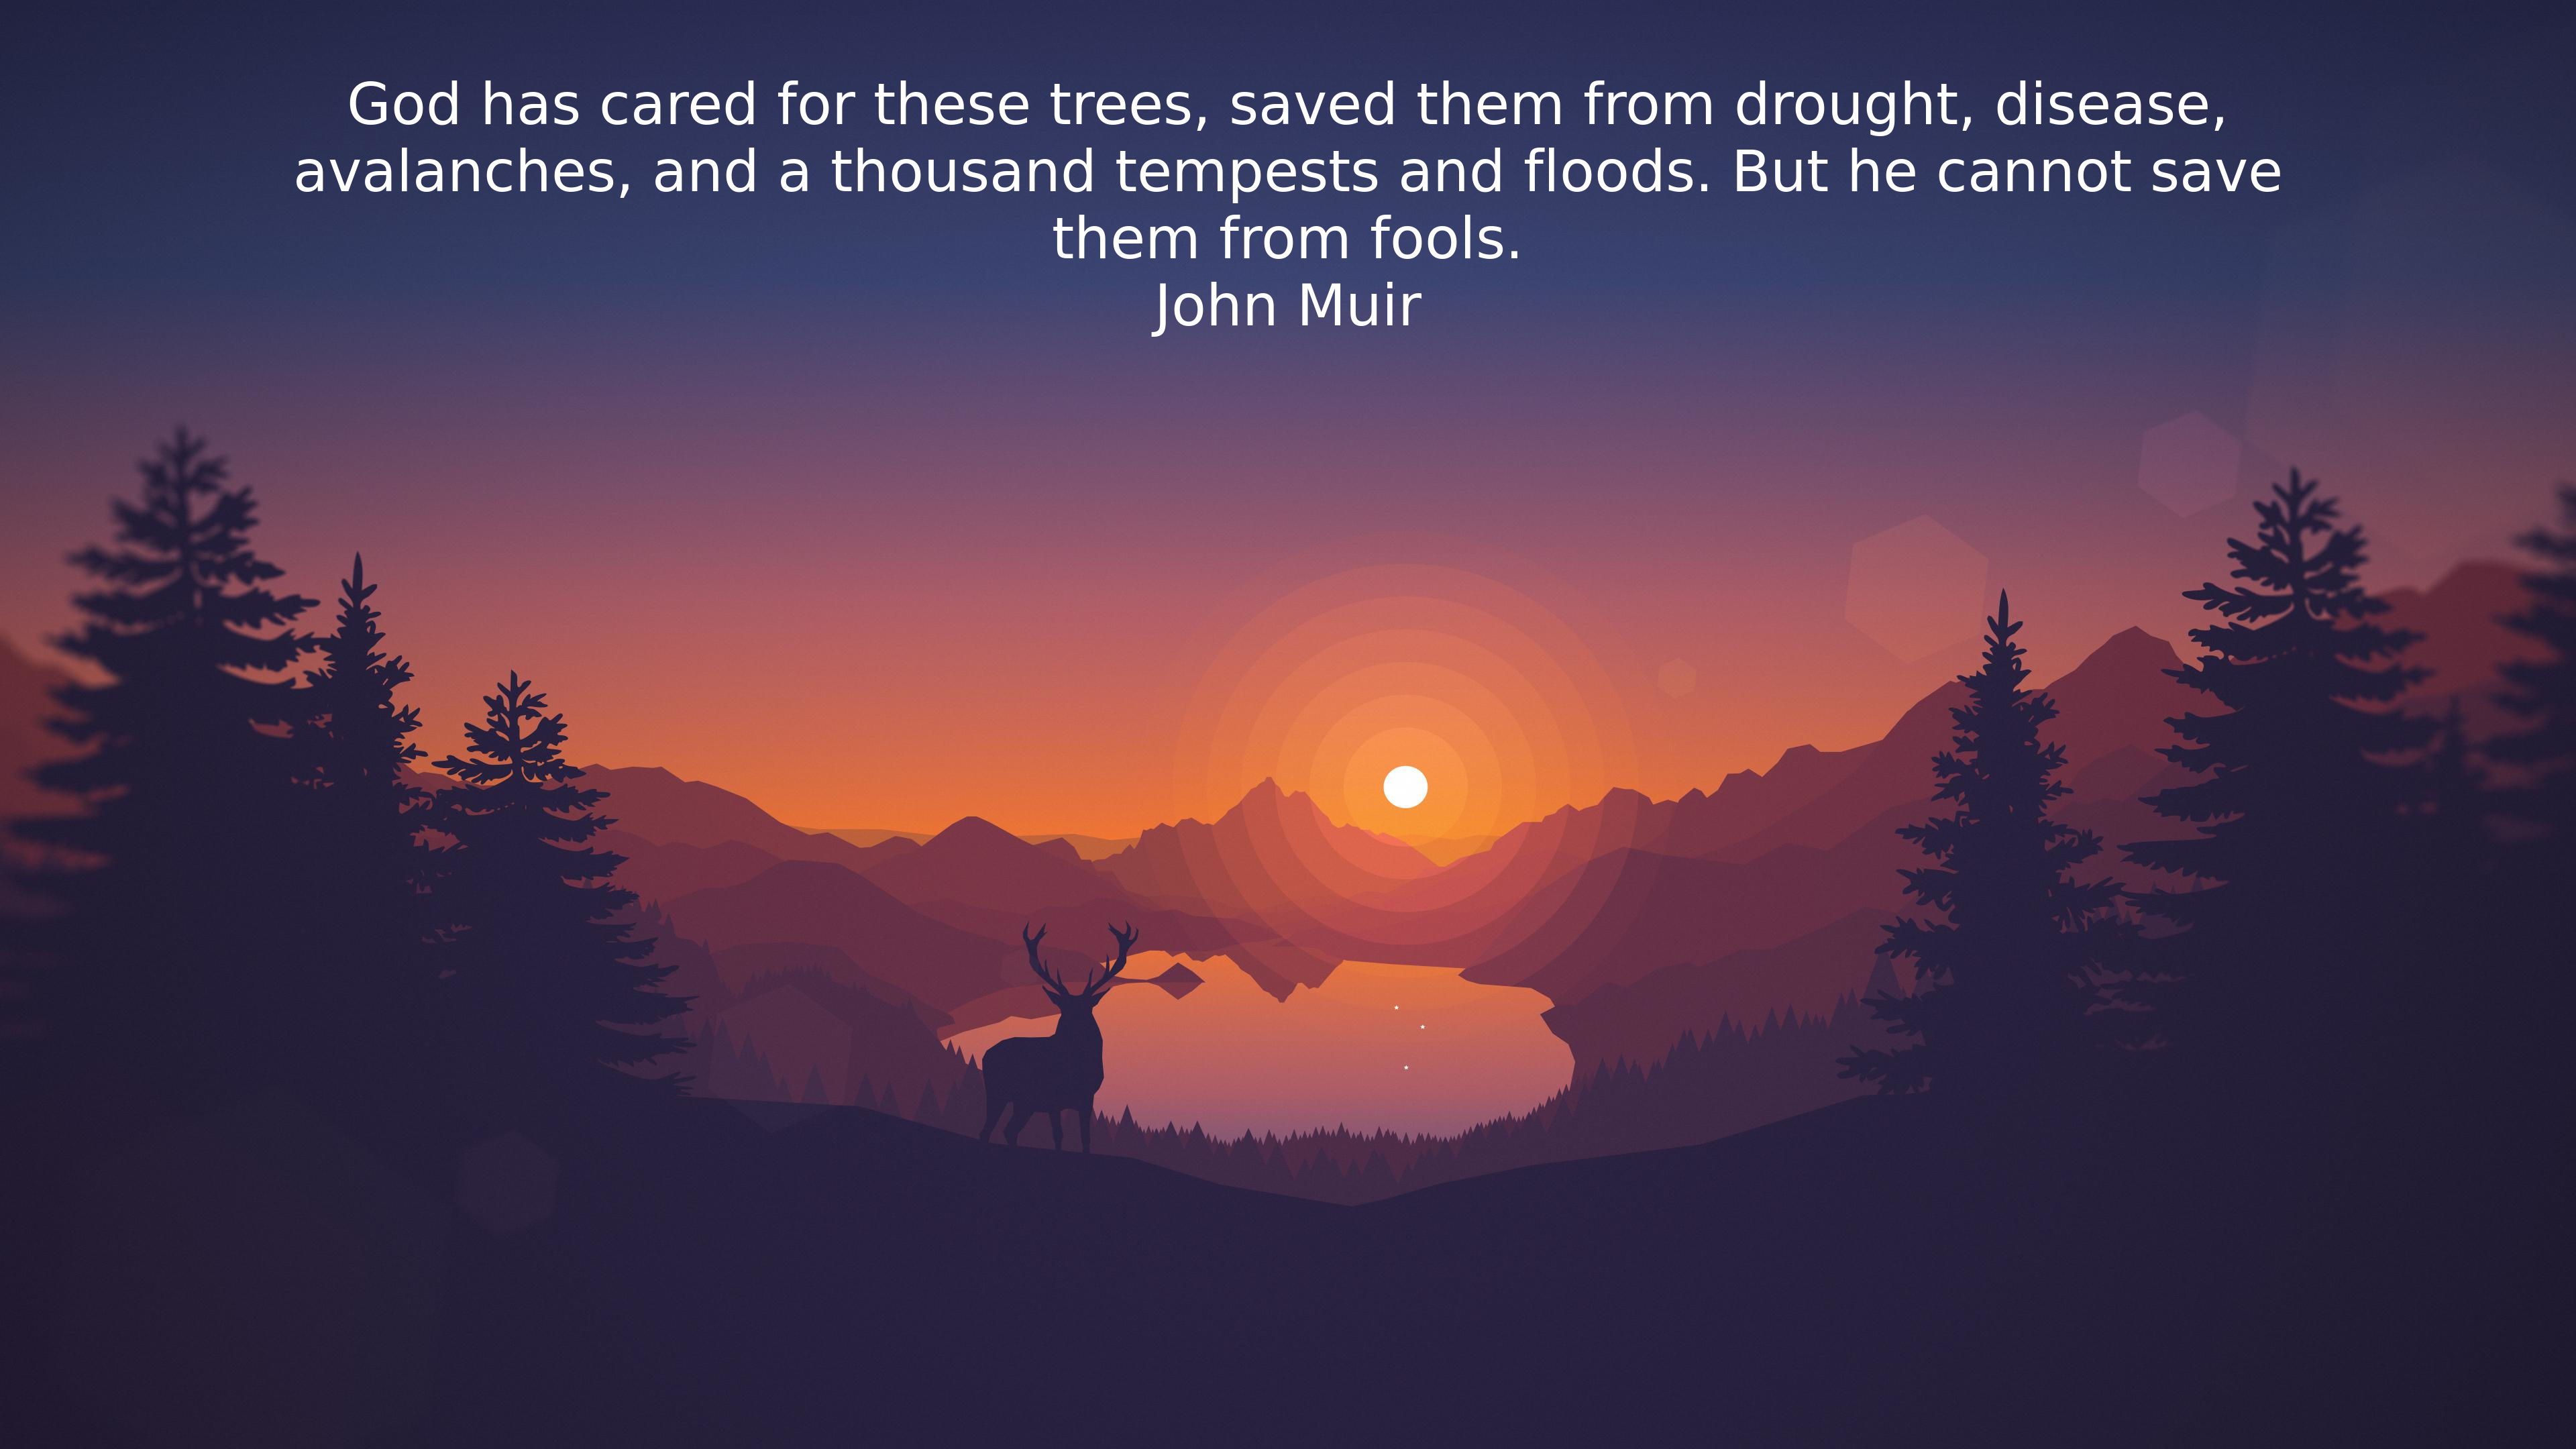 God has cared for these trees, saved them from drought, disease,
avalanches, and a thousand tempests and floods. But he cannot save
them from fools.
John Muir